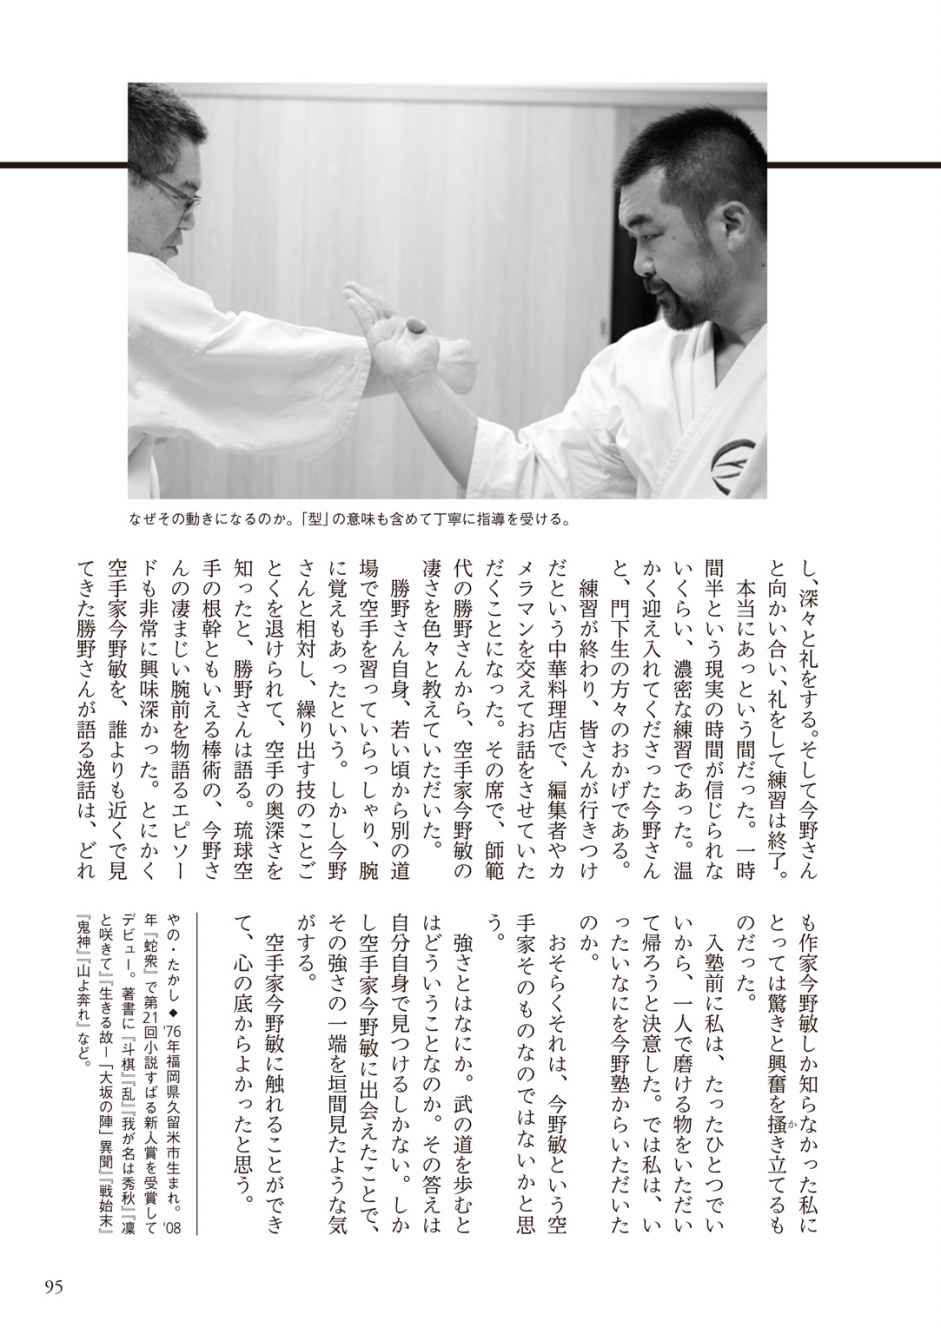 なぜその動きになるのか。「型」の意味も含めて丁寧に指導を受ける。
し、深々と礼をする。そして今野さん
と向かい合い、礼をして練習は終了。
　本当にあっという間だった。一時
間半という現実の時間が信じられな
いくらい、濃密な練習であった。温
かく迎え入れてくださった今野さん
と、門下生の方々のおかげである。
　練習が終わり、皆さんが行きつけ
だという中華料理店で、編集者やカ
メラマンを交えてお話をさせていた
だくことになった。その席で、師範
代の勝野さんから、空手家今野敏の
凄さを色々と教えていただいた。
　勝野さん自身、若い頃から別の道
場で空手を習っていらっしゃり、腕
に覚えもあったという。しかし今野
さんと相対し、繰り出す技のことご
とくを退けられて、空手の奥深さを
知ったと、勝野さんは語る。琉球空
手の根幹ともいえる棒術の、今野さ
んの凄まじい腕前を物語るエピソー
ドも非常に興味深かった。とにかく
空手家今野敏を、誰よりも近くで見
てきた勝野さんが語る逸話は、どれ
も作家今野敏しか知らなかった私に
とっては驚きと興奮を掻き立てるも
か
のだった。
　入塾前に私は、たったひとつでい
いから、一人で磨ける物をいただい
て帰ろうと決意した。では私は、い
ったいなにを今野塾からいただいた
のか。
　おそらくそれは、今野敏という空
手家そのものなのではないかと思
う。
　強さとはなにか。武の道を歩むと
はどういうことなのか。その答えは
自分自身で見つけるしかない。しか
し空手家今野敏に出会えたことで、
その強さの一端を垣間見たような気
がする。
　空手家今野敏に触れることができ
て、心の底からよかったと思う。
やの・たかし◆'76年福岡県久留米市生まれ。'08
年『蛇衆』で第21回小説すばる新人賞を受賞して
デビュー。著書に『斗棋』『乱』『我が名は秀秋』『凜
と咲きて』『生きる故―「大坂の陣」異聞』『戦始末』
『鬼神』『山よ奔れ』など。
95